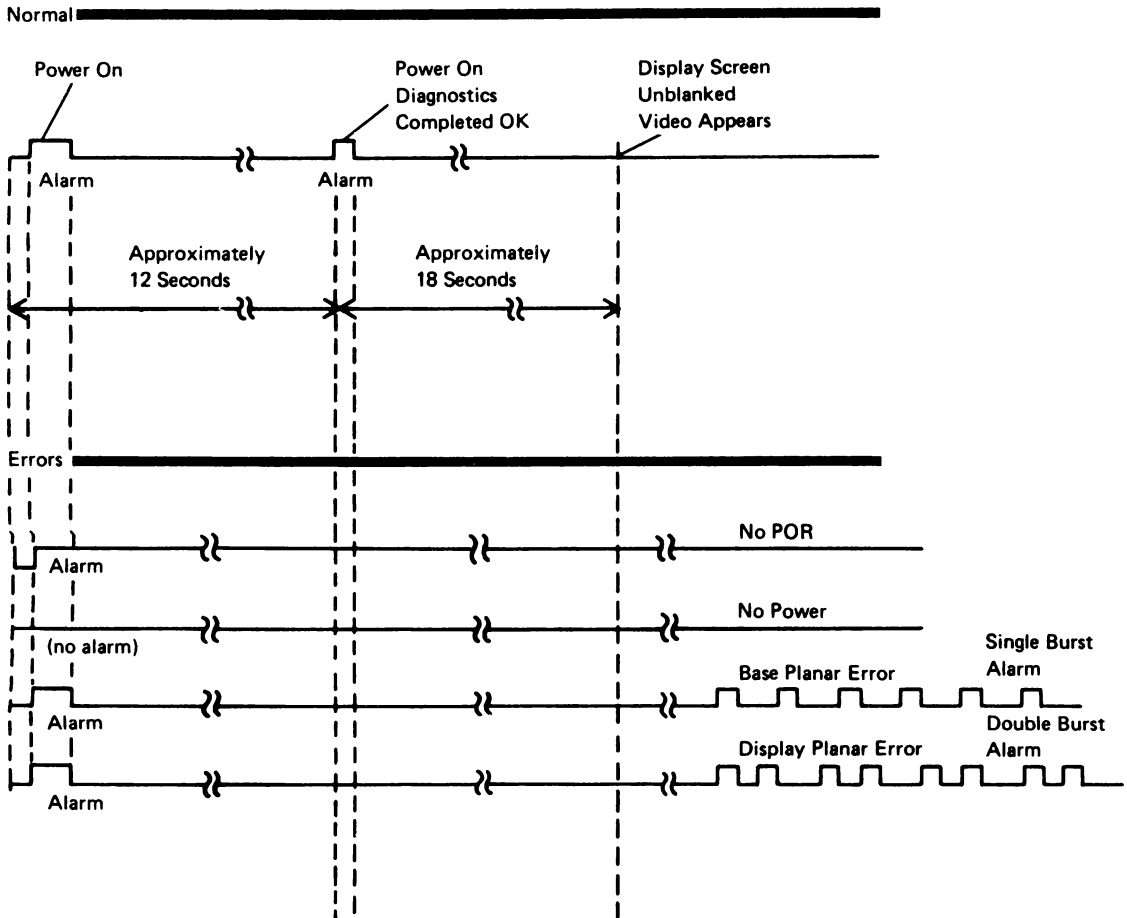 Normal
Power On
Power On
Diagnostics
Completed OK
Display Screen
Unblanked
Video Appears
Alarm
Alarm
Approximately
12 Seconds
Approximately
18 Seconds
Errors
No POR
Alarm
No Power
(no alarm)
Single Burst
Alarm
Base Planar Error
Alarm
Double Burst
Alarm
Display Planar Error
Alarm